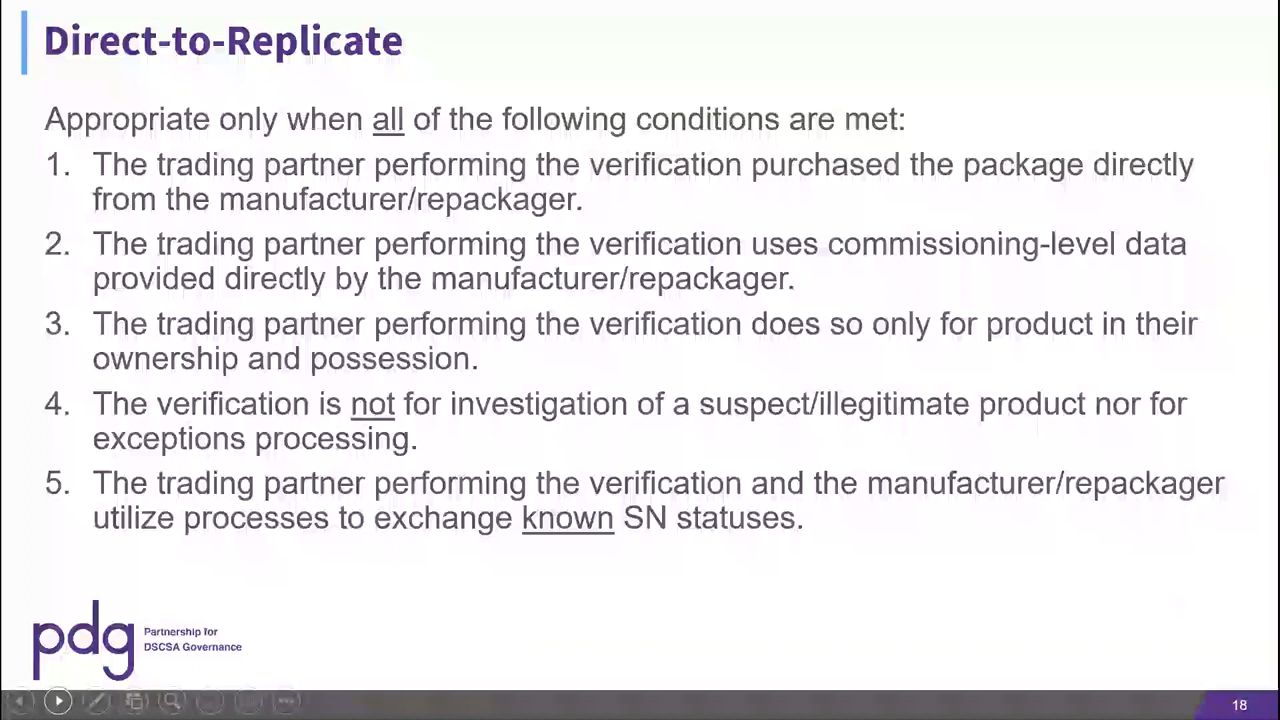 Direct-to-Replicate
Appropriate only when all of the following conditions are met:
1. The trading partner performing the verification purchased the package directly
from the manufacturer/repackager.
2. The trading partner performing the verification uses commissioning-level data
provided directly by the manufacturer/repackager.
3. The trading partner performing the verification does so only for product in their
ownership and possession.
4. The verification is not for investigation of a suspect/illegitimate product nor for
exceptions processing.
5. The trading partner performing the verification and the manufacturer/repackager
utilize processes to exchange known SN statuses.
pdg
Partnership for
DSCSA Governance
18